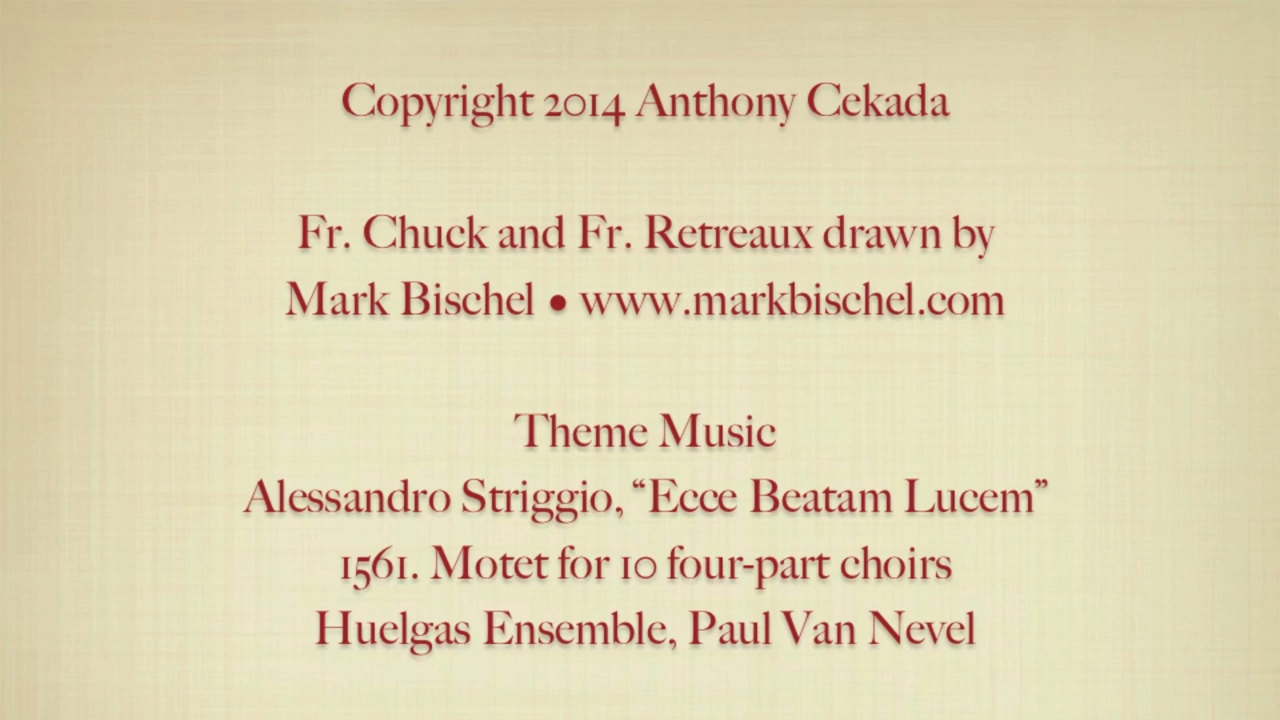 Copyright 2014 Anthony Cekada
Fr. Chuck and Fr. Retreaux drawn by
Mark Bischel • www.markbischel.com
Theme Music
Alessandro Striggio, “Ecce Beatam Lucem”
1561. Motet for 10 four-part choirs
Huelgas Ensemble, Paul Van Nevel